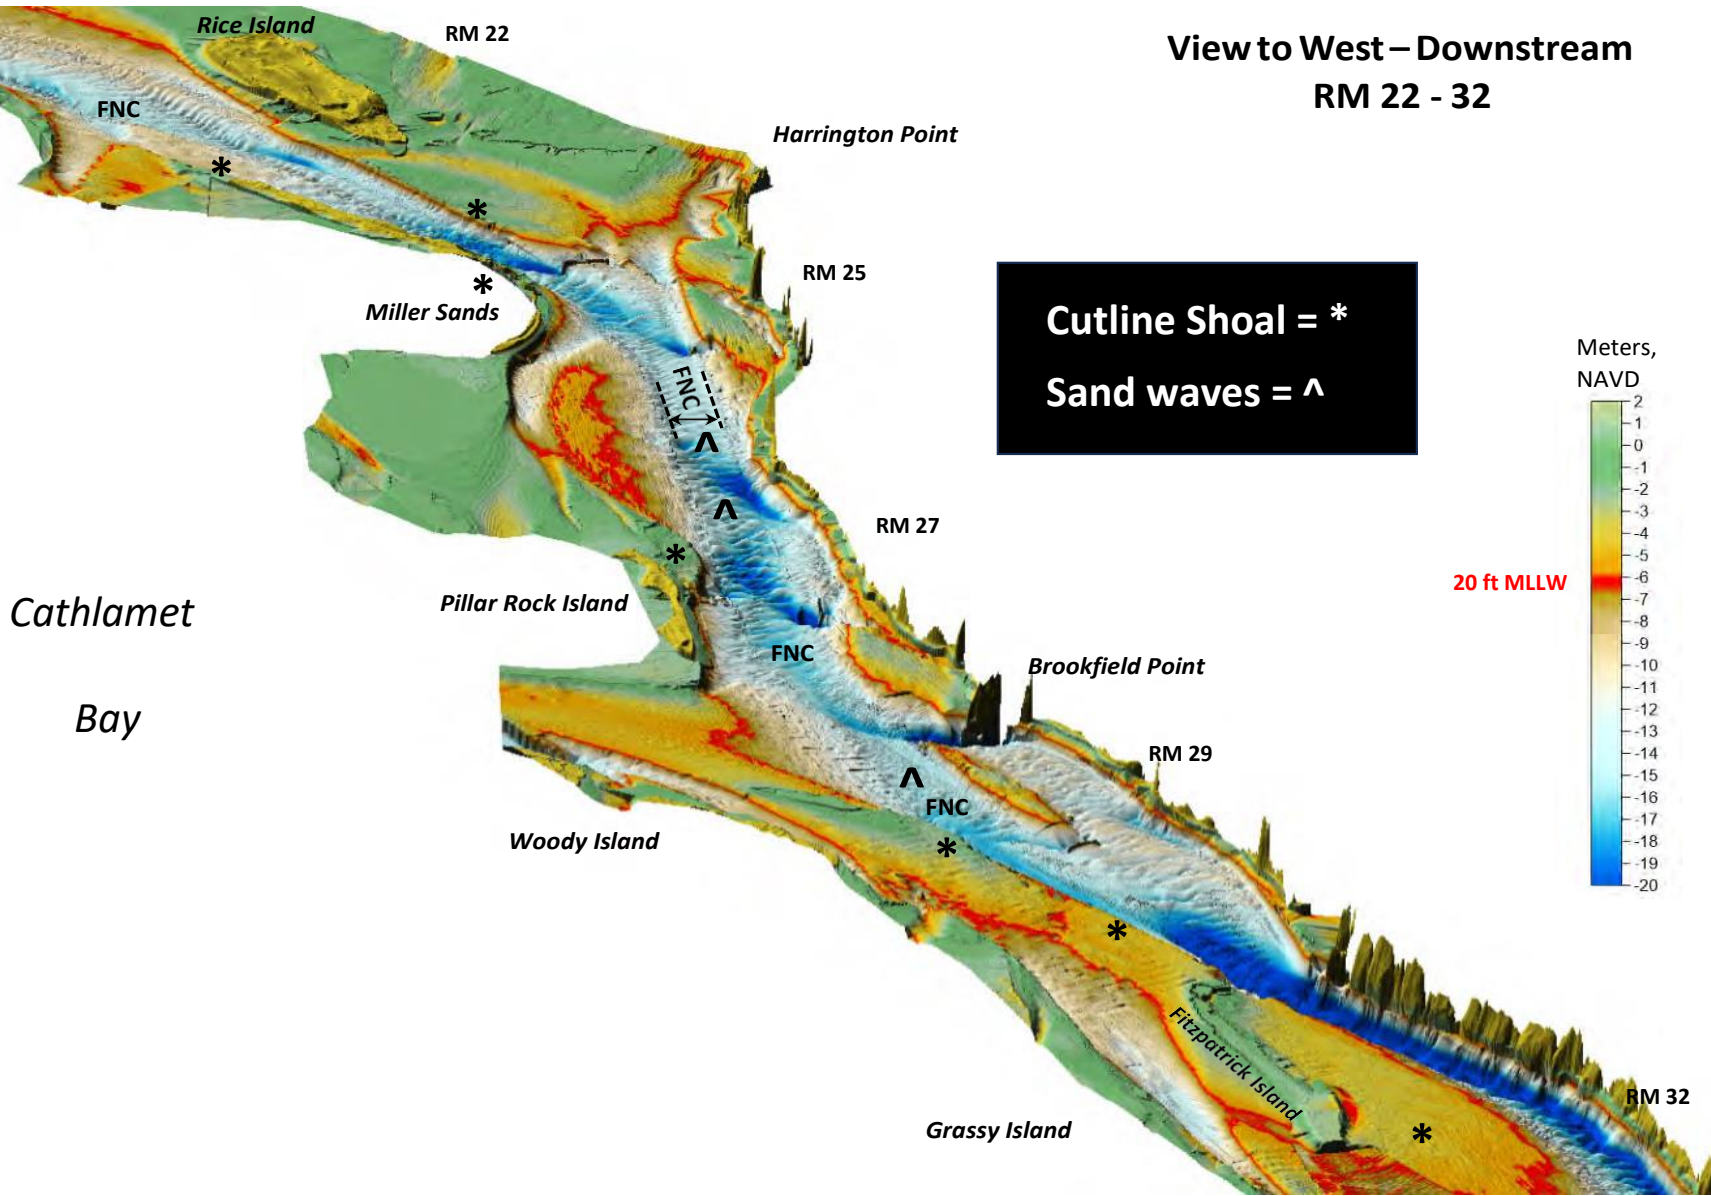 View to West – Downstream
RM 22 - 32
Rice Island
RM 22
FNC
*
*
*
Harrington Point
RM 25
Miller Sands
Cutline Shoal = *
Sand waves = ^
FNC
^
^
RM 27
*
Pillar Rock Island
FNC
Cathlamet
Bay
Brookfield Point
RM 29
^
FNC
*
Woody Island
*
Fitzpatrick Island
Grassy Island
*
RM 32
Meters,
NAVD
2
1
0
-1
-2
-3
-4
-5
-6
-7
-8
-9
-10
-11
-12
-13
-14
-15
-16
-17
-18
-19
-20
20 ft MLLW